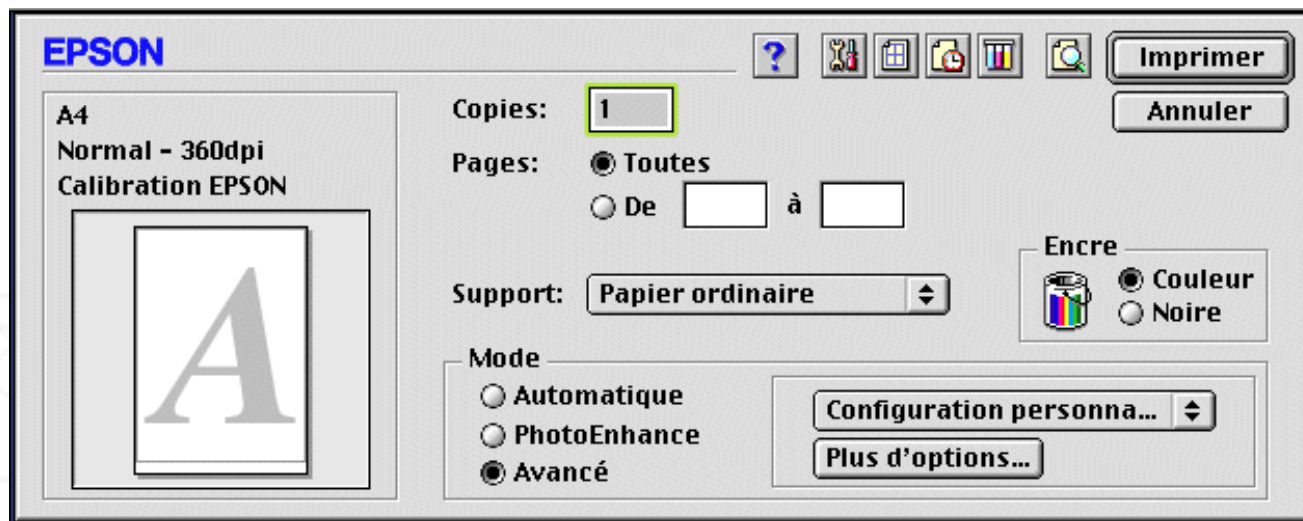 EPSON
?
Imprimer
Annuler
A4
Normal - 360dpi
Calibration EPSON
A
Copies: 1
Pages: Toutes
De à
Support: Papier ordinaire
Encre
Couleur
Noire
Mode
Automatique
PhotoEnhance
Avancé
Configuration persona...
Plus d'options...